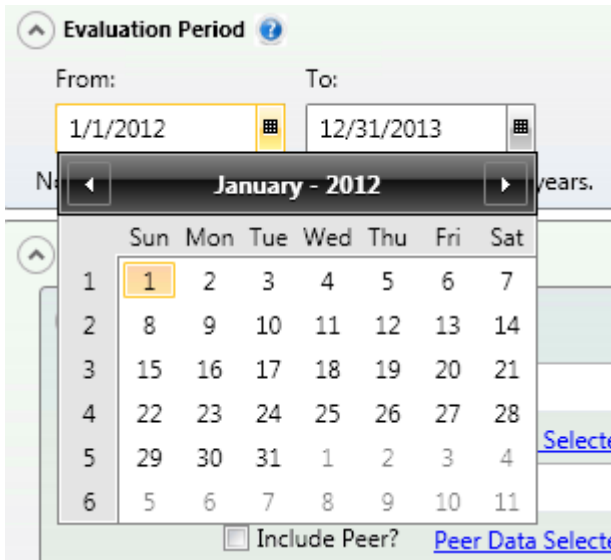 Evaluation Period ?
From: To:
1/1/2012 12/31/2013
January - 2012 years.
Sun Mon Tue Wed Thu Fri Sat
1 1 2 3 4 5 6 7
2 8 9 10 11 12 13 14
3 15 16 17 18 19 20 21
4 22 23 24 25 26 27 28
5 29 30 31 1 2 3 4
6 5 6 7 8 9 10 11
Include Peer? Peer Data